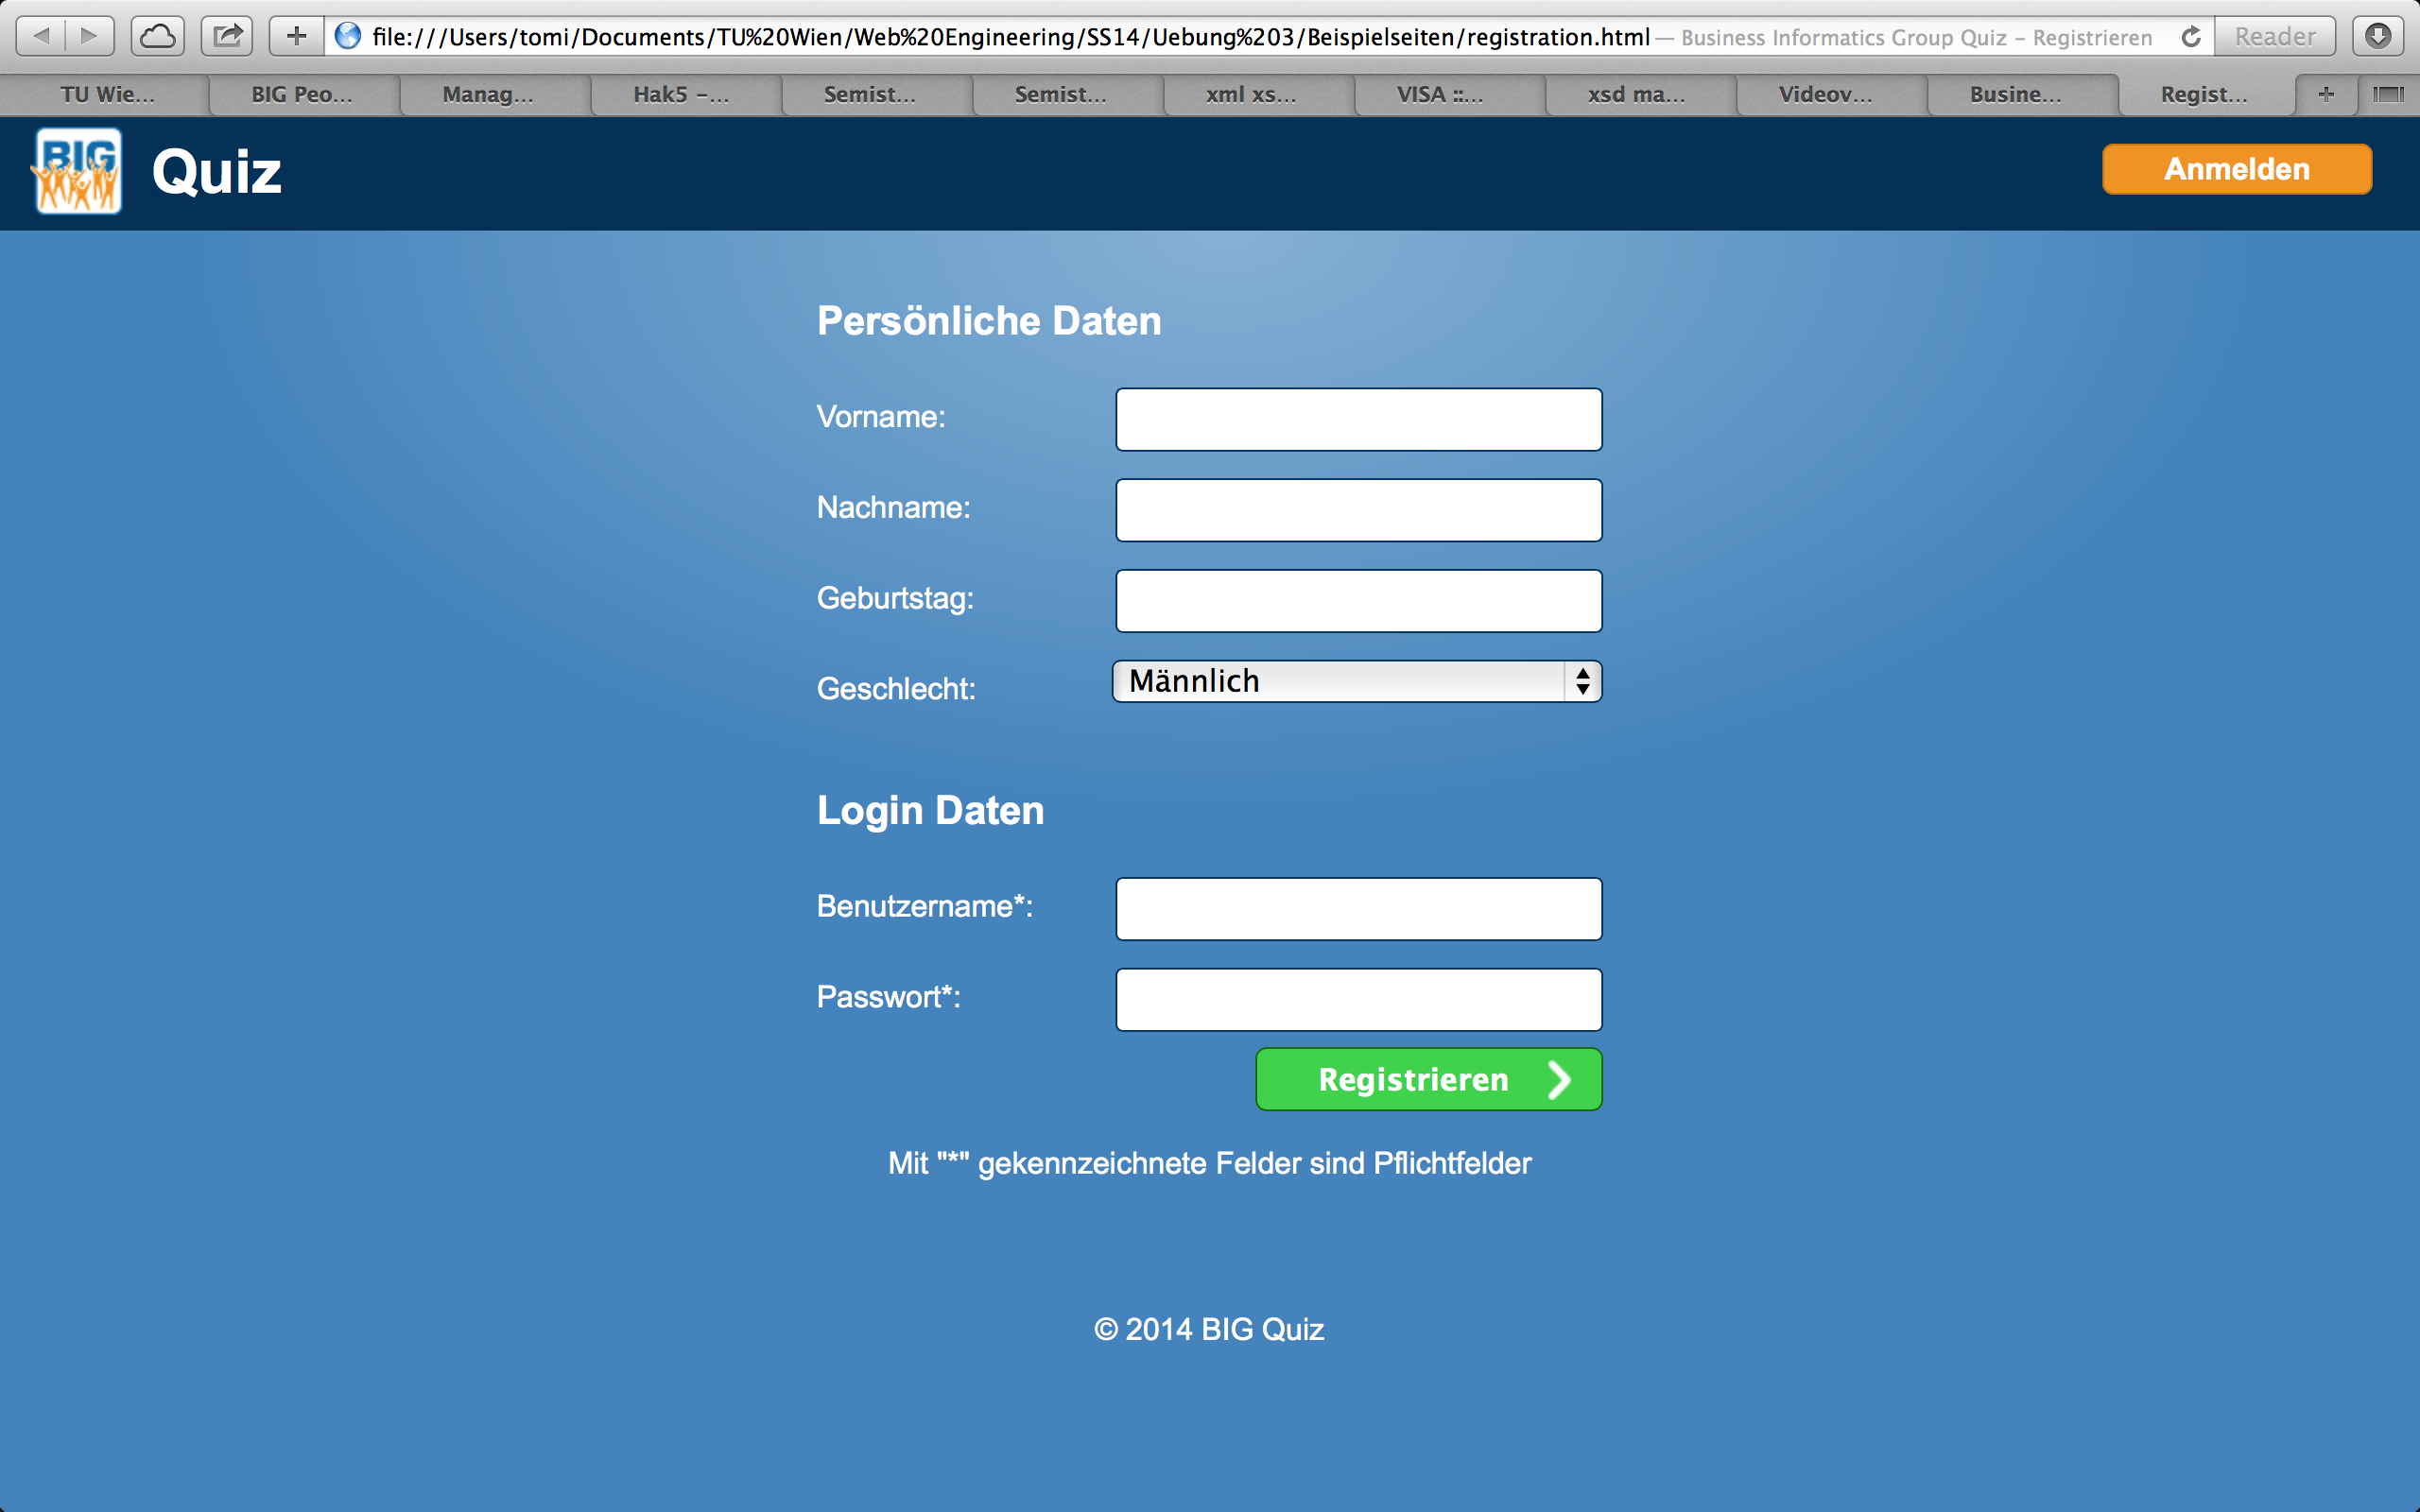 file:///Users/tomi/Documents/TU%20Wien/Web%20Engineering/SS14/Uebung%203/Beispielseiten/registration.html — Business Informatics Group Quiz – Registrieren
Reader
TU Wie... BIG Peo... Manag... Hak5 –... Semist... Semist... xml xs... VISA ::... xsd ma... Videov... Busine... Regist...
BIG Quiz
Anmelden
Persönliche Daten
Vorname:
Nachname:
Geburtstag:
Geschlecht: Männlich
Login Daten
Benutzername*:
Passwort*:
Registrieren
Mit "*" gekennzeichnete Felder sind Pflichtfelder
© 2014 BIG Quiz